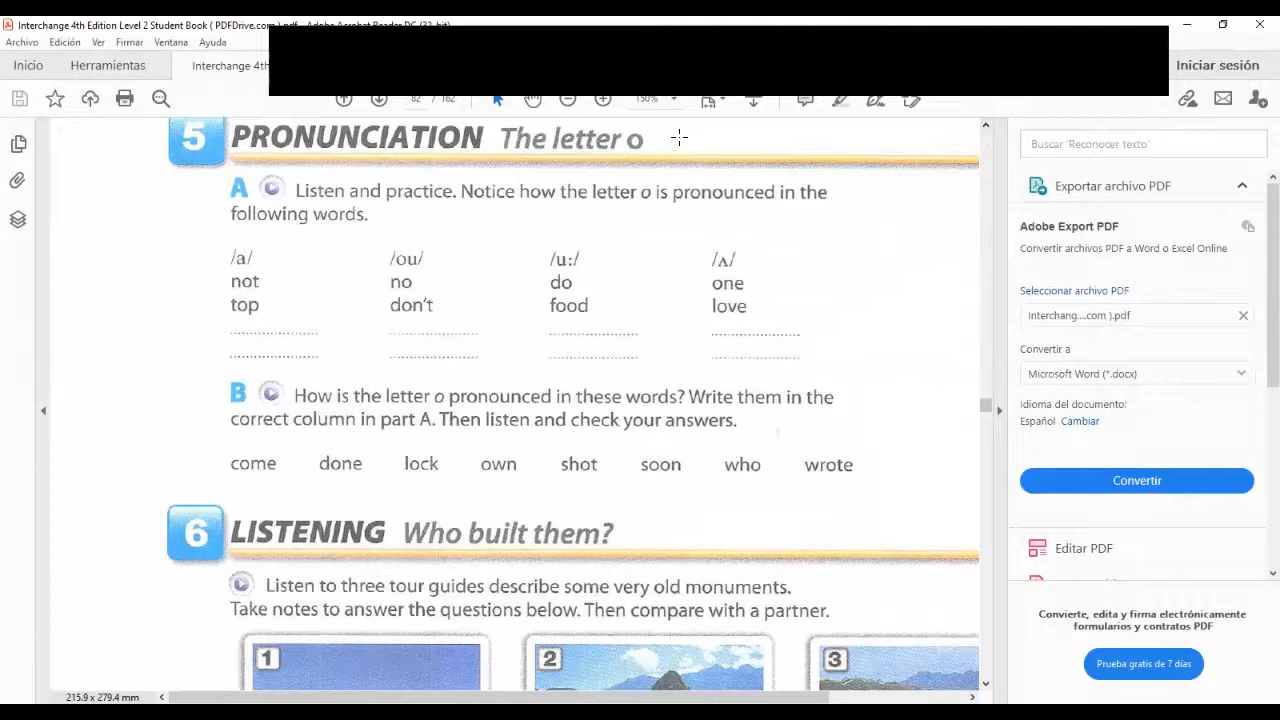 Interchange 4th Edition Level 2 Student Book ( PDFDrive.com ).pdf - Adobe Acrobat Reader DC (32-bit)
Archivo Edición Ver Firmar Ventana Ayuda
Inicio Herramientas Interchange 4th Iniciar sesión
82 / 162 150%
5 PRONUNCIATION The letter o
A Listen and practice. Notice how the letter o is pronounced in the
following words.
/a/ /ou/ /u:/ /ʌ/
not no do one
top don't food love
B How is the letter o pronounced in these words? Write them in the
correct column in part A. Then listen and check your answers.
come done lock own shot soon who wrote
6 LISTENING Who built them?
Listen to three tour guides describe some very old monuments.
Take notes to answer the questions below. Then compare with a partner.
1 2 3
215.9 x 279.4 mm
Buscar 'Reconocer texto'
Exportar archivo PDF
Adobe Export PDF
Convertir archivos PDF a Word o Excel Online
Seleccionar archivo PDF
Interchang....com ).pdf
Convertir a
Microsoft Word (*.docx)
Idioma del documento:
Español Cambiar
Convertir
Editar PDF
Convierte, edita y firma electrónicamente
formularios y contratos PDF
Prueba gratis de 7 días